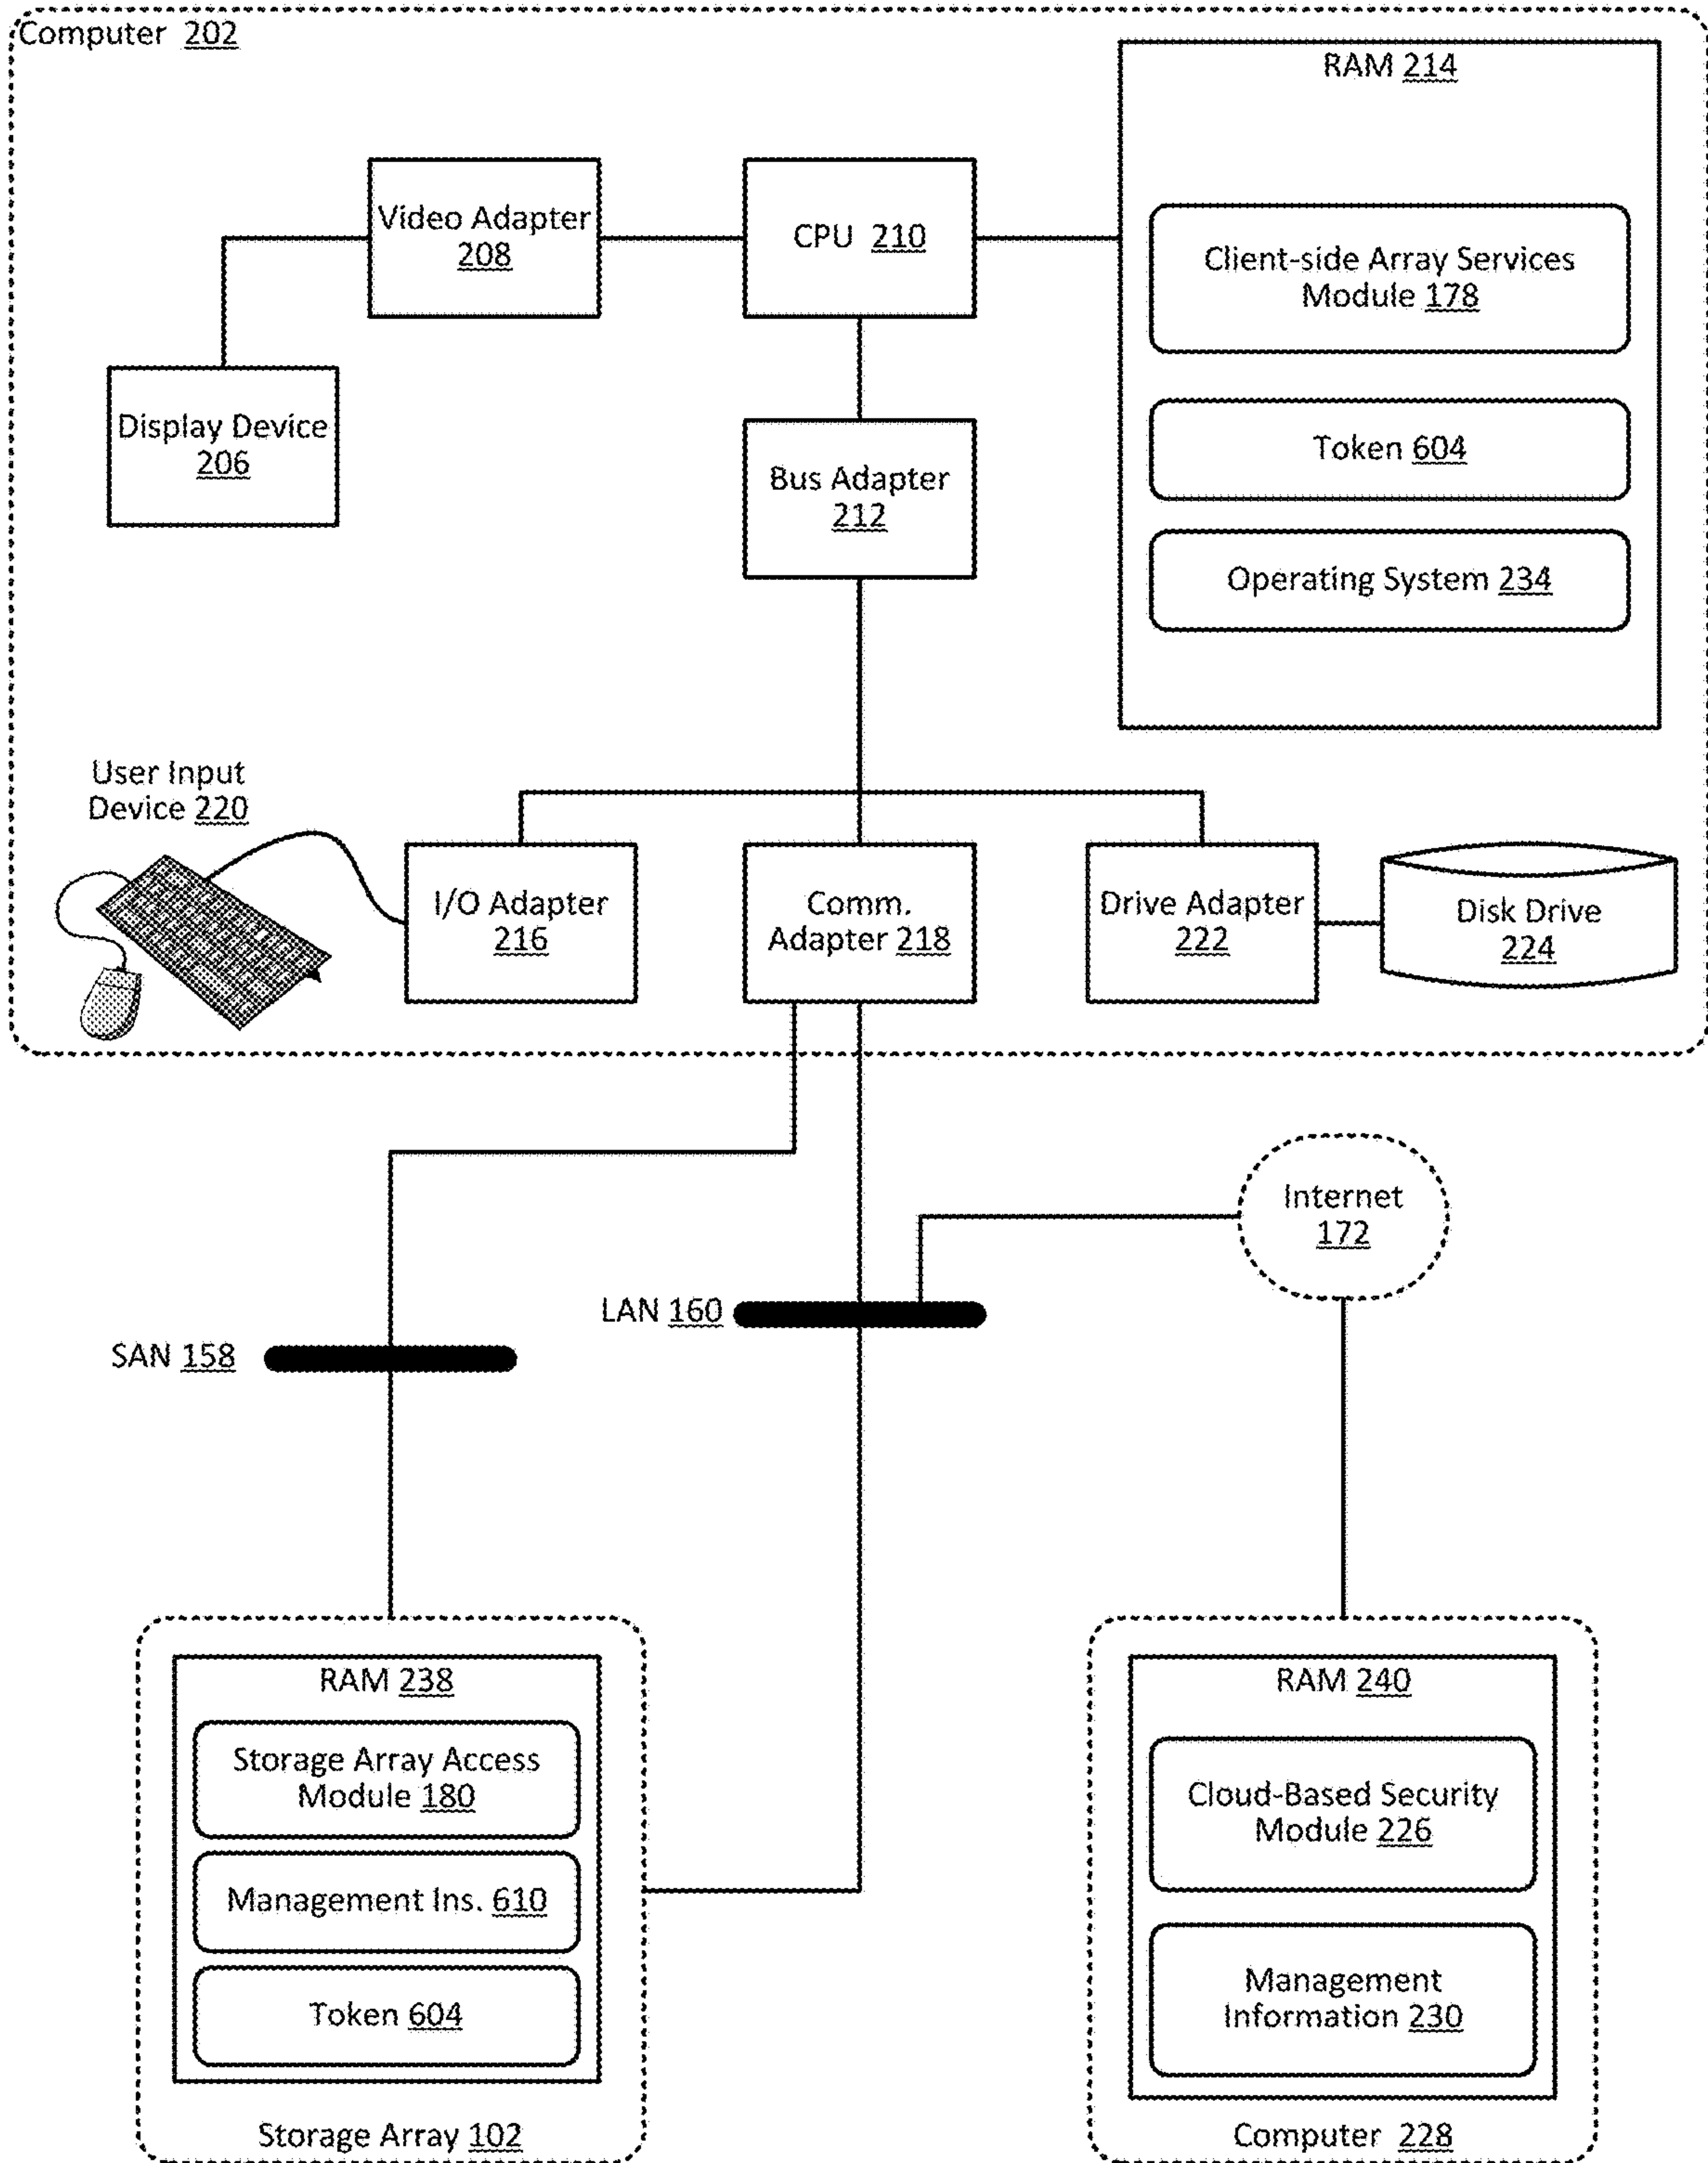 Computer 202
RAM 214
Video Adapter
208
CPU 210
Client-side Array Services
Module 178
Display Device
206
Token 604
Bus Adapter
212
Operating System 234
User Input
Device 220
I/O Adapter
216
Comm.
Adapter 218
Drive Adapter
222
Disk Drive
224
Internet
172
LAN 160
SAN 158
RAM 238
Storage Array Access
Module 180
Management Ins. 610
Token 604
Storage Array 102
RAM 240
Cloud-Based Security
Module 226
Management
Information 230
Computer 228